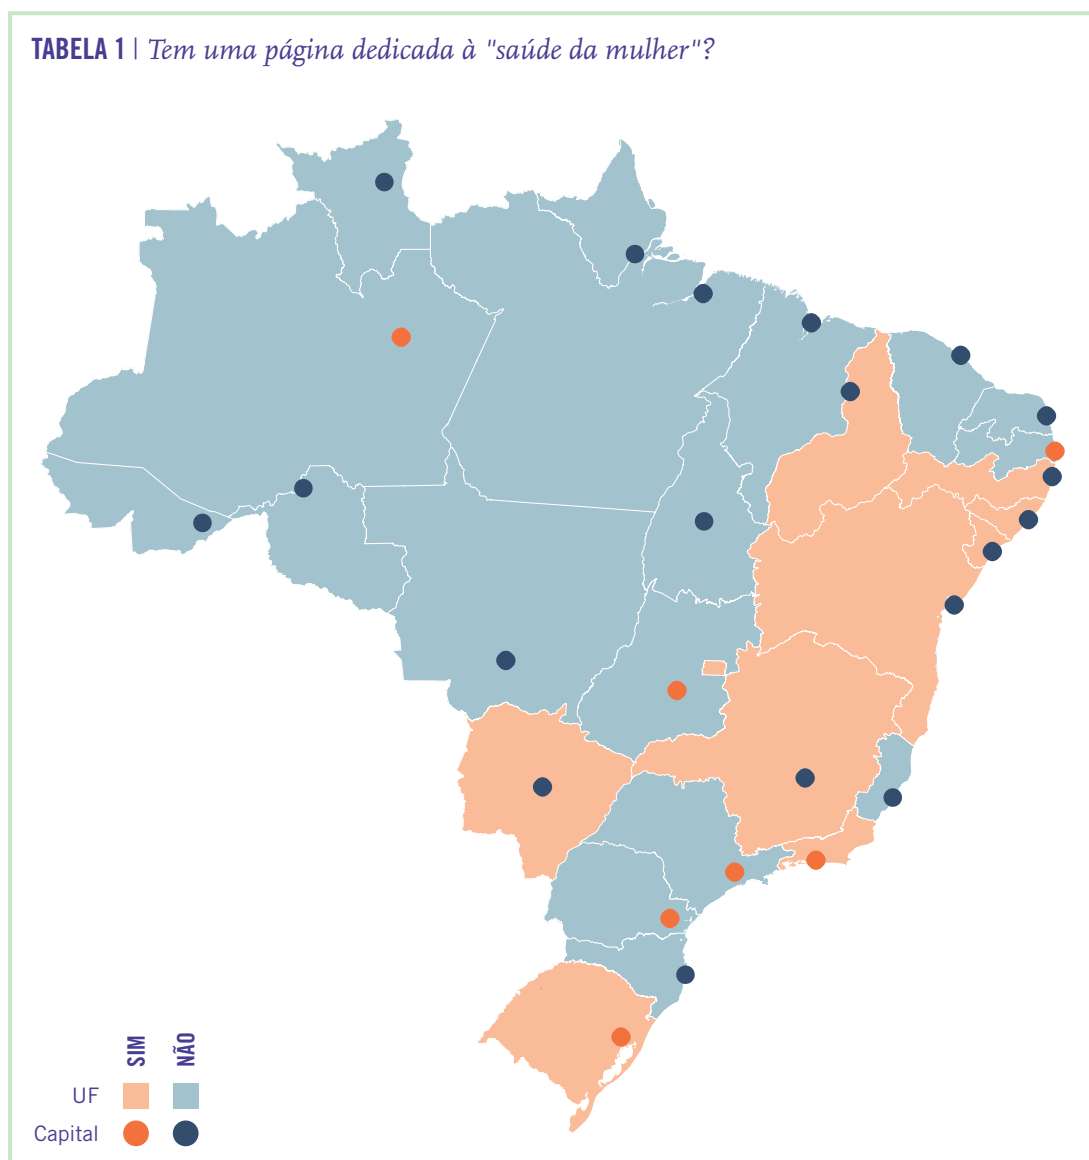 TABELA 1 | Tem uma página dedicada à "saúde da mulher"?
SIM
NÃO
UF
Capital